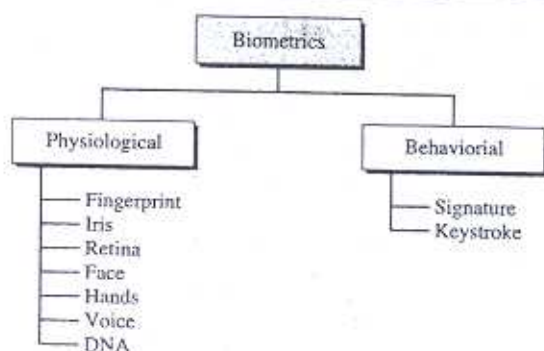 Biometrics
Physiological
Behaviorial
Fingerprint
Iris
Retina
Face
Hands
Voice
DNA
Signature
Keystroke